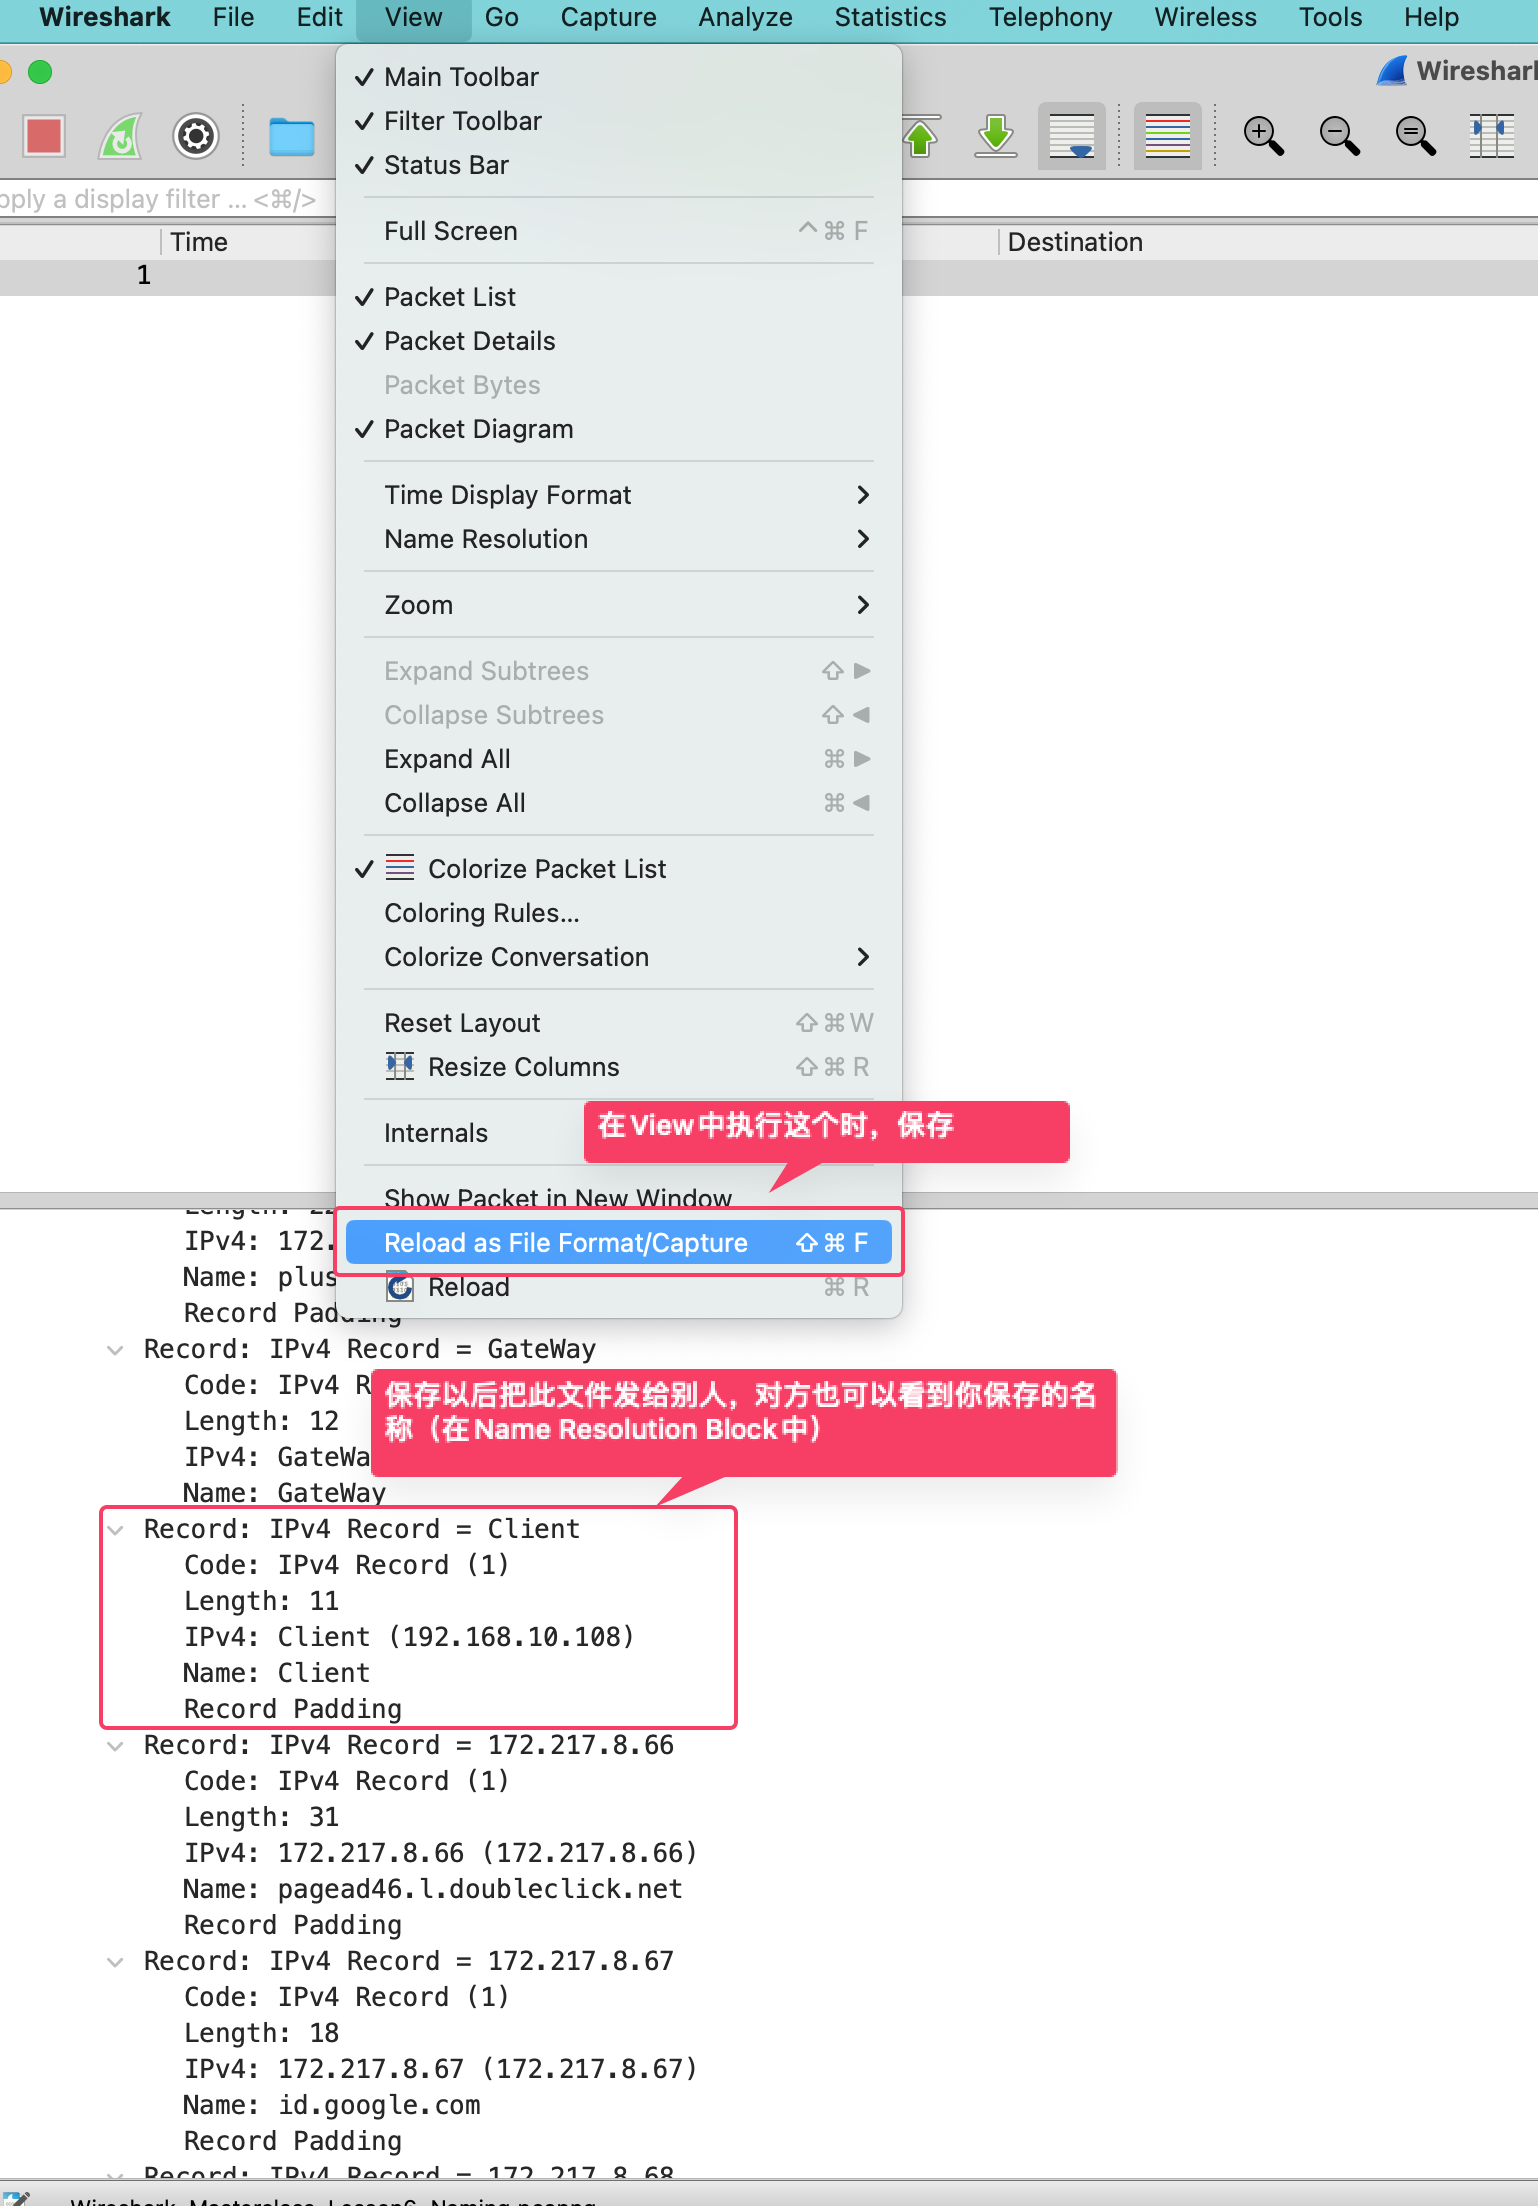 Wireshark File Edit View Go Capture Analyze Statistics Telephony Wireless Tools Help
Wireshark
✓ Main Toolbar
✓ Filter Toolbar
✓ Status Bar
pply a display filter ... <⌘/>
Full Screen ^⌘F
Time Destination
1
✓ Packet List
✓ Packet Details
Packet Bytes
✓ Packet Diagram
Time Display Format >
Name Resolution >
Zoom >
Expand Subtrees ⇧▶
Collapse Subtrees ⇧◀
Expand All ⌘▶
Collapse All ⌘◀
✓ Colorize Packet List
Coloring Rules...
Colorize Conversation >
Reset Layout ⇧⌘W
Resize Columns ⇧⌘R
Internals
在View中执行这个时，保存
Show Packet in New Window
Reload as File Format/Capture ⇧⌘F
Reload ⌘R
Length: 22
IPv4: 172.
Name: plus
Record Padding
Record: IPv4 Record = GateWay
Code: IPv4 R
Length: 12
IPv4: GateWa
Name: GateWay
保存以后把此文件发给别人，对方也可以看到你保存的名
称（在Name Resolution Block中）
Record: IPv4 Record = Client
Code: IPv4 Record (1)
Length: 11
IPv4: Client (192.168.10.108)
Name: Client
Record Padding
Record: IPv4 Record = 172.217.8.66
Code: IPv4 Record (1)
Length: 31
IPv4: 172.217.8.66 (172.217.8.66)
Name: pagead46.l.doubleclick.net
Record Padding
Record: IPv4 Record = 172.217.8.67
Code: IPv4 Record (1)
Length: 18
IPv4: 172.217.8.67 (172.217.8.67)
Name: id.google.com
Record Padding
Record: IPv4 Record = 172.217.8.68
Wireshark_Masterclass_Lesson6_Naming.pcapng